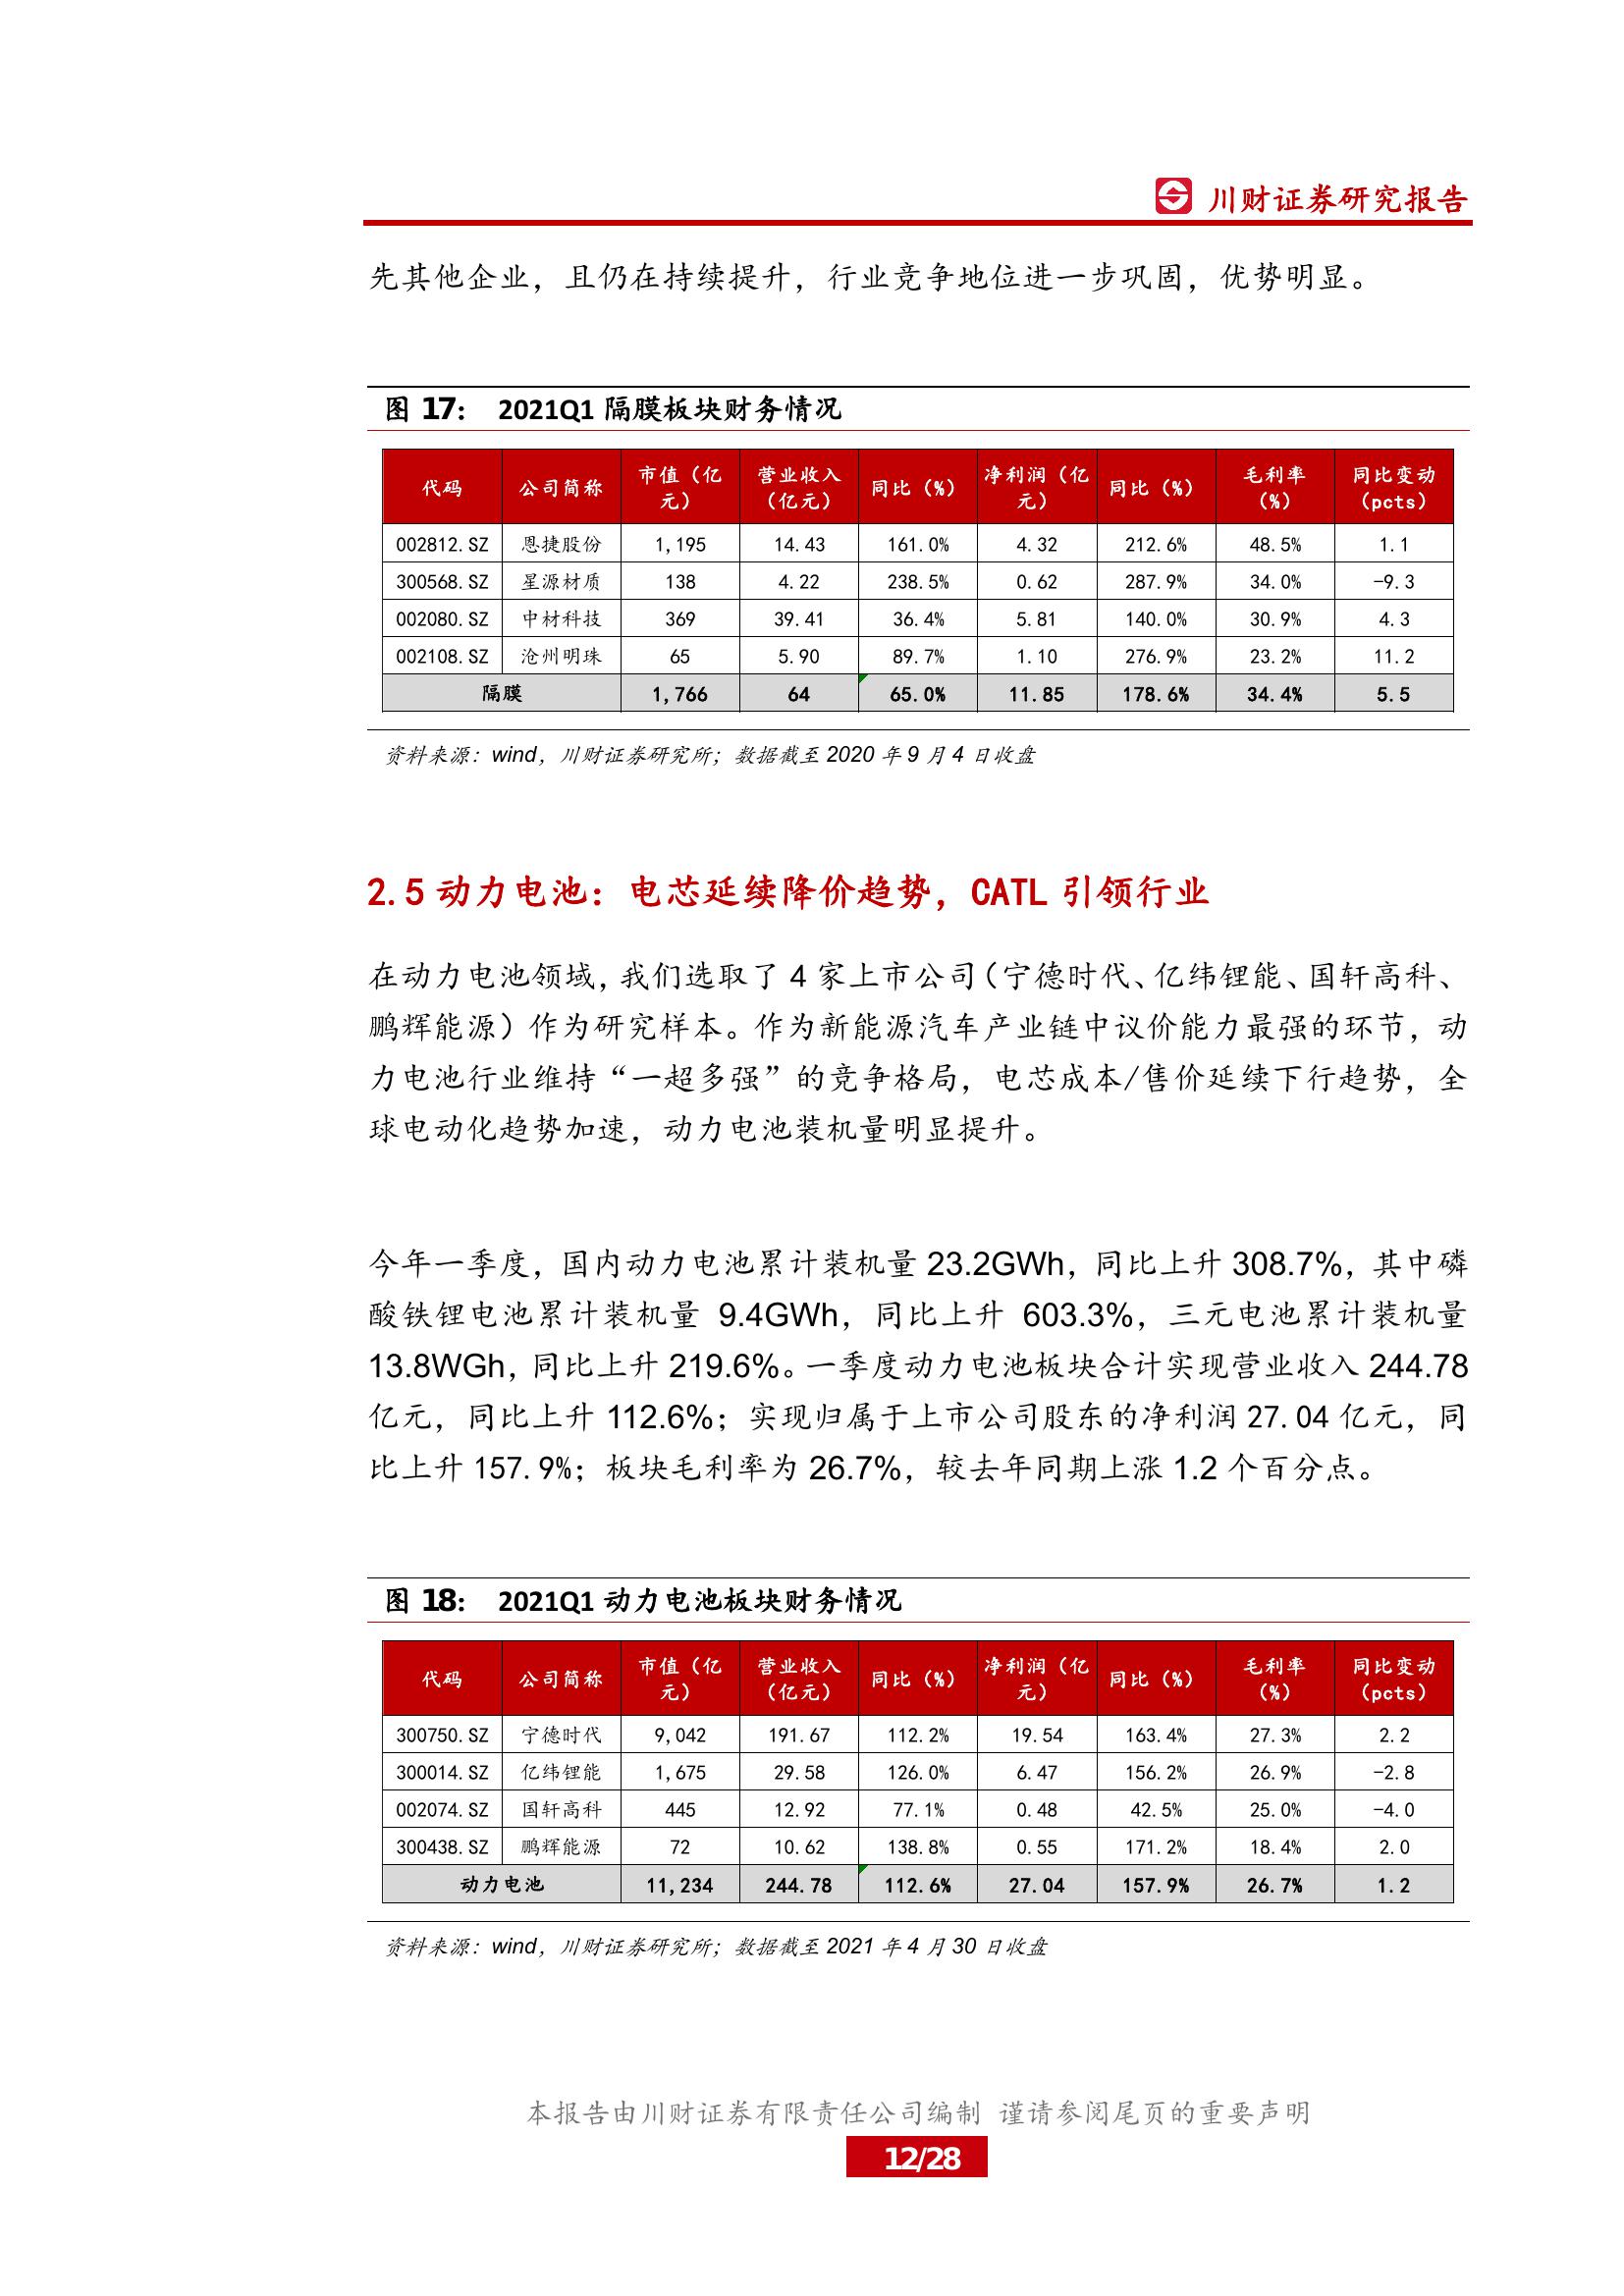 川财证券研究报告
先其他企业，且仍在持续提升，行业竞争地位进一步巩固，优势明显。
图 17： 2021Q1 隔膜板块财务情况
代码 公司简称 市值（亿元） 营业收入（亿元） 同比（%） 净利润（亿元） 同比（%） 毛利率（%） 同比变动（pcts）
002812.SZ 恩捷股份 1,195 14.43 161.0% 4.32 212.6% 48.5% 1.1
300568.SZ 星源材质 138 4.22 238.5% 0.62 287.9% 34.0% -9.3
002080.SZ 中材科技 369 39.41 36.4% 5.81 140.0% 30.9% 4.3
002108.SZ 沧州明珠 65 5.90 89.7% 1.10 276.9% 23.2% 11.2
隔膜 1,766 64 65.0% 11.85 178.6% 34.4% 5.5
资料来源：wind，川财证券研究所；数据截至 2020 年 9 月 4 日收盘
2.5 动力电池：电芯延续降价趋势，CATL 引领行业
在动力电池领域，我们选取了 4 家上市公司（宁德时代、亿纬锂能、国轩高科、
鹏辉能源）作为研究样本。作为新能源汽车产业链中议价能力最强的环节，动
力电池行业维持“一超多强”的竞争格局，电芯成本/售价延续下行趋势，全
球电动化趋势加速，动力电池装机量明显提升。
今年一季度，国内动力电池累计装机量 23.2GWh，同比上升 308.7%，其中磷
酸铁锂电池累计装机量 9.4GWh，同比上升 603.3%，三元电池累计装机量
13.8WGh，同比上升 219.6%。一季度动力电池板块合计实现营业收入 244.78
亿元，同比上升 112.6%；实现归属于上市公司股东的净利润 27.04 亿元，同
比上升 157.9%；板块毛利率为 26.7%，较去年同期上涨 1.2 个百分点。
图 18： 2021Q1 动力电池板块财务情况
代码 公司简称 市值（亿元） 营业收入（亿元） 同比（%） 净利润（亿元） 同比（%） 毛利率（%） 同比变动（pcts）
300750.SZ 宁德时代 9,042 191.67 112.2% 19.54 163.4% 27.3% 2.2
300014.SZ 亿纬锂能 1,675 29.58 126.0% 6.47 156.2% 26.9% -2.8
002074.SZ 国轩高科 445 12.92 77.1% 0.48 42.5% 25.0% -4.0
300438.SZ 鹏辉能源 72 10.62 138.8% 0.55 171.2% 18.4% 2.0
动力电池 11,234 244.78 112.6% 27.04 157.9% 26.7% 1.2
资料来源：wind，川财证券研究所；数据截至 2021 年 4 月 30 日收盘
本报告由川财证券有限责任公司编制 谨请参阅尾页的重要声明
12/28